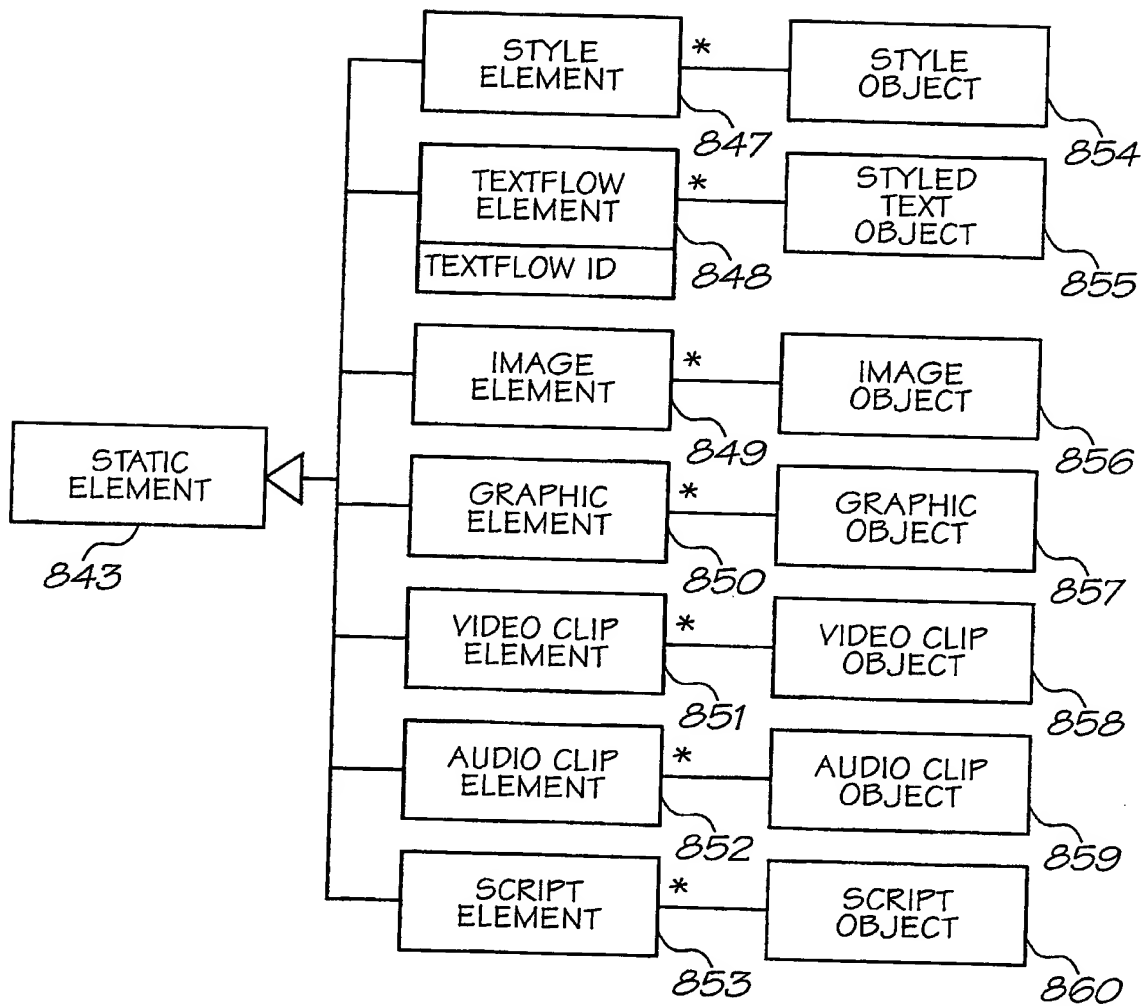 STYLE
ELEMENT
*
847
STYLE
OBJECT
854
TEXTFLOW
ELEMENT
TEXTFLOW ID
*
848
STYLED
TEXT
OBJECT
855
IMAGE
ELEMENT
*
849
IMAGE
OBJECT
856
STATIC
ELEMENT
843
GRAPHIC
ELEMENT
*
850
GRAPHIC
OBJECT
857
VIDEO CLIP
ELEMENT
*
851
VIDEO CLIP
OBJECT
858
AUDIO CLIP
ELEMENT
*
852
AUDIO CLIP
OBJECT
859
SCRIPT
ELEMENT
*
853
SCRIPT
OBJECT
860